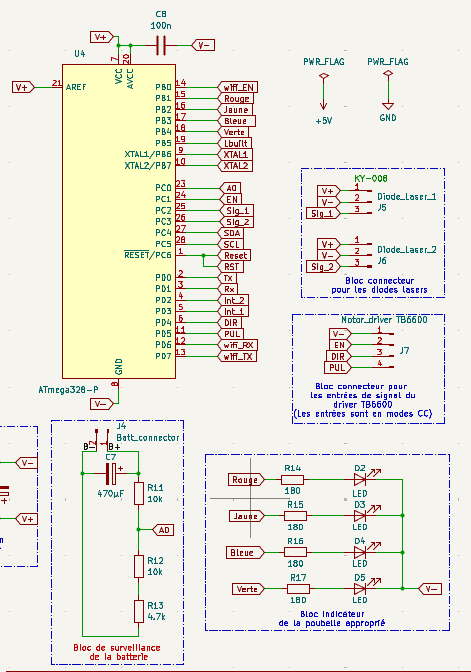 C8
100n
V+
V-
U4
7
20
VCC
AVCC
V+
21
AREF
PB0
14
wiff_EN
PB1
15
Rouge
PB2
16
Jaune
PB3
17
Bleue
PB4
18
Verte
PB5
19
Lbuilt
XTAL1/PB6
9
XTAL1
XTAL2/PB7
10
XTAL2
PC0
23
A0
PC1
24
EN
PC2
25
Sig_1
PC3
26
Sig_2
PC4
27
SDA
PC5
28
SCL
RESET/PC6
1
Reset
RST
PD0
2
Tx
PD1
3
Rx
PD2
4
Int_2
PD3
5
Int_1
PD4
6
DIR
PD5
11
PUL
PD6
12
wiff_RX
PD7
13
wiff_TX
GND
8
ATmega328-P
V-
PWR_FLAG
+5V
PWR_FLAG
GND
KY-008
V+
1
V-
2
Sig_1
3
Diode_Laser_1
J5
V+
1
V-
2
Sig_2
3
Diode_Laser_2
J6
Bloc connecteur
pour les diodes lasers
Motor_driver TB6600
V-
1
EN
2
DIR
3
PUL
4
J7
Bloc connecteur pour
les entrées de signal du
driver TB6600
(Les entrées sont en modes CC)
V-
V+
n
J4
Batt_connector
B-
2
1
B+
C7
470µF
R11
10k
A0
R12
10k
R13
4.7k
Bloc de surveillance
de la batterie
Rouge
R14
180
D2
LED
Jaune
R15
180
D3
LED
Bleue
R16
180
D4
LED
Verte
R17
180
D5
LED
V-
Bloc indicateur
de la poubelle approprié